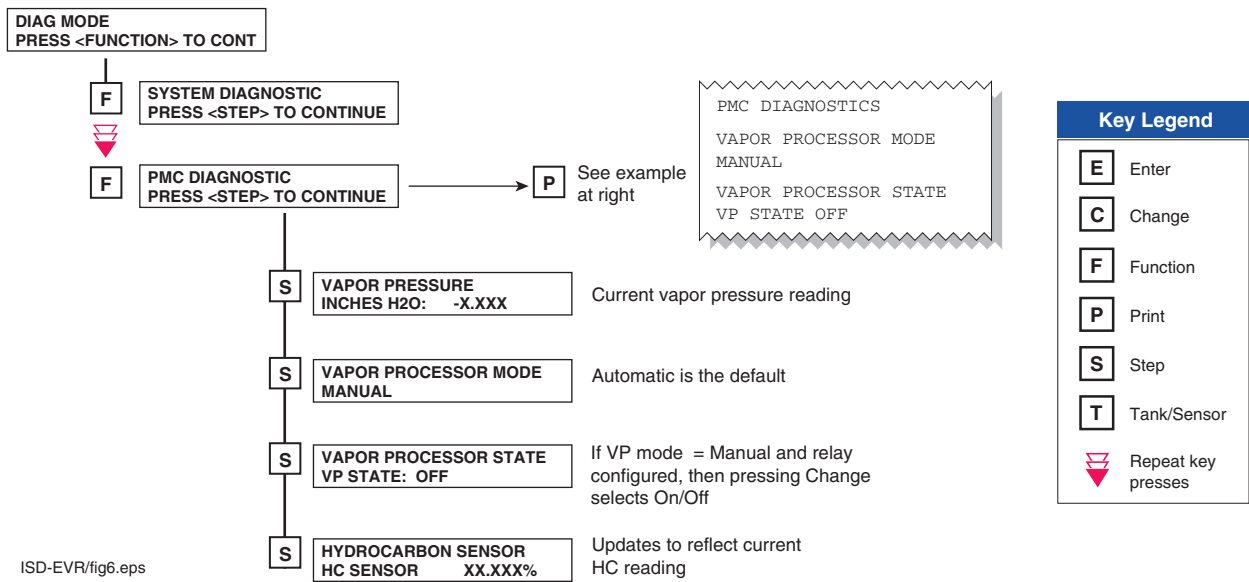 DIAG MODE
PRESS <FUNCTION> TO CONT
F
SYSTEM DIAGNOSTIC
PRESS <STEP> TO CONTINUE
F
PMC DIAGNOSTIC
PRESS <STEP> TO CONTINUE
P
See example
at right
PMC DIAGNOSTICS
VAPOR PROCESSOR MODE
MANUAL
VAPOR PROCESSOR STATE
VP STATE OFF
S
VAPOR PRESSURE
INCHES H2O: -X.XXX
Current vapor pressure reading
S
VAPOR PROCESSOR MODE
MANUAL
Automatic is the default
S
VAPOR PROCESSOR STATE
VP STATE: OFF
If VP mode = Manual and relay
configured, then pressing Change
selects On/Off
S
HYDROCARBON SENSOR
HC SENSOR XX.XXX%
Updates to reflect current
HC reading
Key Legend
E Enter
C Change
F Function
P Print
S Step
T Tank/Sensor
Repeat key
presses
ISD-EVR/fig6.eps